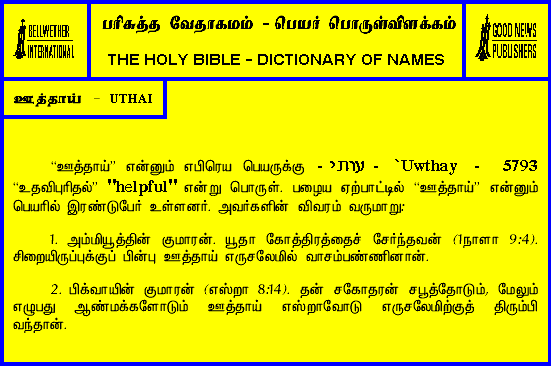 BELLWETHER
INTERNATIONAL
பரிசுத்த வேதாகமம் - பெயர் பொருள்விளக்கம்
THE HOLY BIBLE - DICTIONARY OF NAMES
GOOD NEWS
PUBLISHERS
ஊத்தாய் - UTHAI
“ஊத்தாய்” என்னும் எபிரெய பெயருக்கு - עותי - `Uwthay - 5793
“உதவிபுரிதல்” "helpful" என்று பொருள். பழைய ஏற்பாட்டில் “ஊத்தாய்” என்னும்
பெயரில் இரண்டுபேர் உள்ளனர். அவர்களின் விவரம் வருமாறு:
1. அம்மியூத்தின் குமாரன். யூதா கோத்திரத்தைச் சேர்ந்தவன் (1நாளா 9:4).
சிறையிருப்புக்குப் பின்பு ஊத்தாய் எருசலேமில் வாசம்பண்ணினான்.
2. பிக்வாயின் குமாரன் (எஸ்றா 8:14). தன் சகோதரன் சபூத்தோடும், மேலும்
எழுபது ஆண்மக்களோடும் ஊத்தாய் எஸ்றாவோடு எருசலேமிற்குத் திரும்பி
வந்தான்.